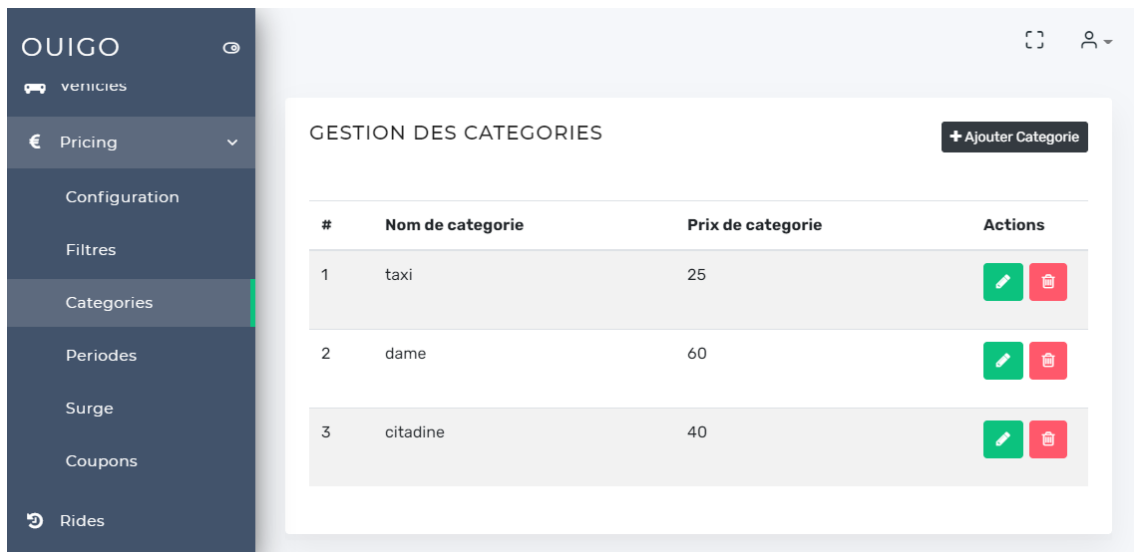 OUIGO
Vehicles
€ Pricing
Configuration
Filtres
Categories
Periodes
Surge
Coupons
Rides
GESTION DES CATEGORIES
+ Ajouter Categorie
# Nom de categorie Prix de categorie Actions
1 taxi 25
2 dame 60
3 citadine 40